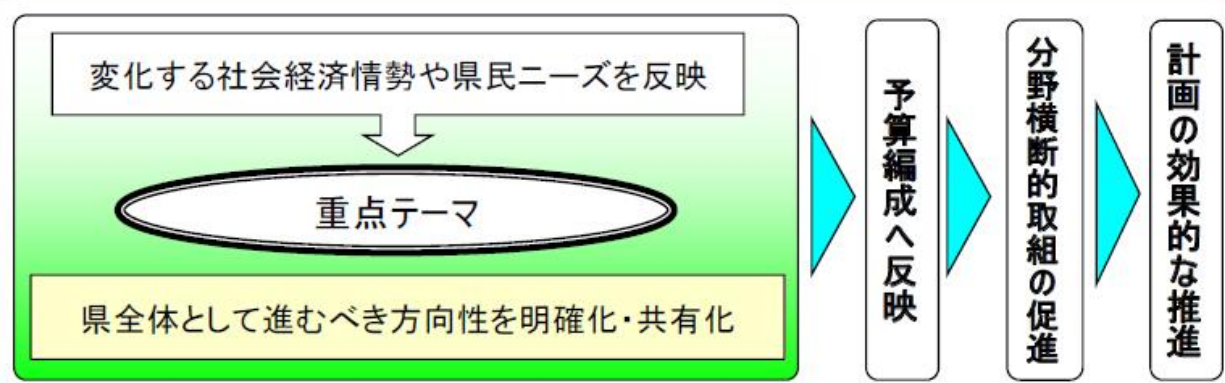 変化する社会経済情勢や県民ニーズを反映
重点テーマ
県全体として進むべき方向性を明確化・共有化
予算編成へ反映
分野横断的取組の促進
計画の効果的な推進